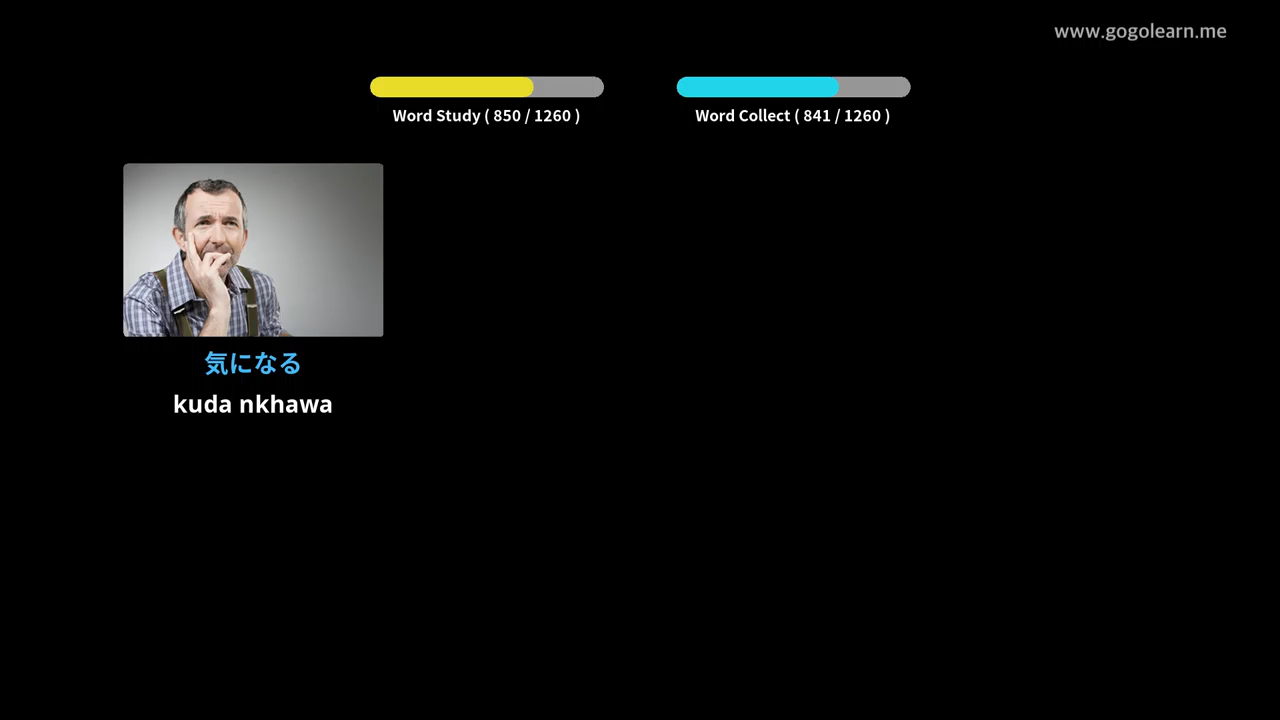 www.gogolearn.me
Word Study ( 850 / 1260 )
Word Collect ( 841 / 1260 )
気になる
kuda nkhawa